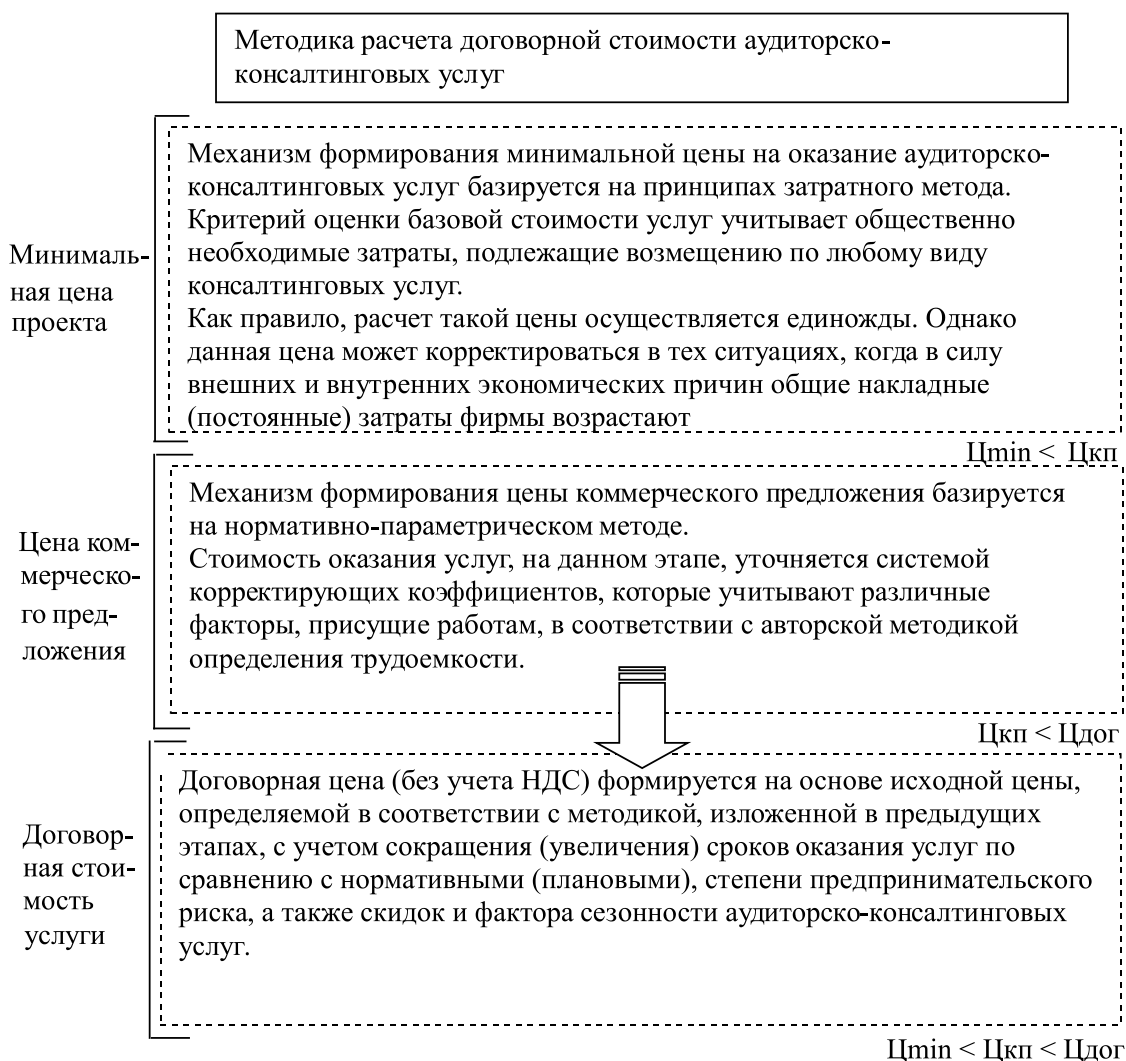 Методика расчета договорной стоимости аудиторско-
консалтинговых услуг
Минималь-
ная цена
проекта
Механизм формирования минимальной цены на оказание аудиторско-
консалтинговых услуг базируется на принципах затратного метода.
Критерий оценки базовой стоимости услуг учитывает общественно
необходимые затраты, подлежащие возмещению по любому виду
консалтинговых услуг.
Как правило, расчет такой цены осуществляется единожды. Однако
данная цена может корректироваться в тех ситуациях, когда в силу
внешних и внутренних экономических причин общие накладные
(постоянные) затраты фирмы возрастают
Цmin < Цкп
Цена ком-
мерческо-
го пред-
ложения
Механизм формирования цены коммерческого предложения базируется
на нормативно-параметрическом методе.
Стоимость оказания услуг, на данном этапе, уточняется системой
корректирующих коэффициентов, которые учитывают различные
факторы, присущие работам, в соответствии с авторской методикой
определения трудоемкости.
Цкп < Цдог
Договор-
ная стои-
мость
услуги
Договорная цена (без учета НДС) формируется на основе исходной цены,
определяемой в соответствии с методикой, изложенной в предыдущих
этапах, с учетом сокращения (увеличения) сроков оказания услуг по
сравнению с нормативными (плановыми), степени предпринимательского
риска, а также скидок и фактора сезонности аудиторско-консалтинговых
услуг.
Цmin < Цкп < Цдог